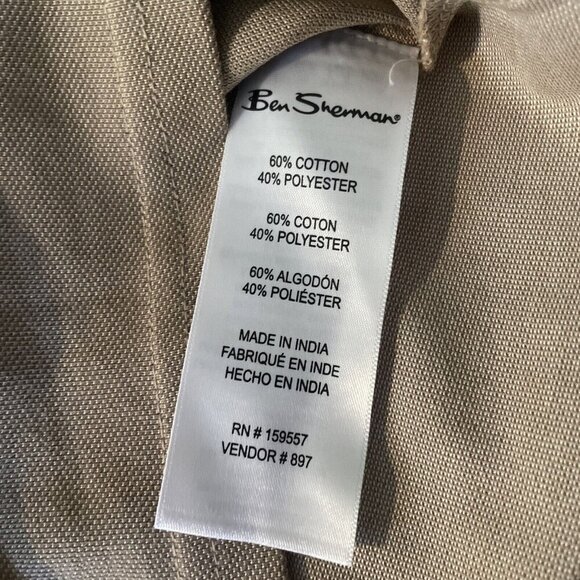 Ben Sherman®
60% COTTON
40% POLYESTER
60% COTON
40% POLYESTER
60% ALGODÓN
40% POLIÉSTER
MADE IN INDIA
FABRIQUÉ EN INDE
HECHO EN INDIA
RN # 159557
VENDOR # 897